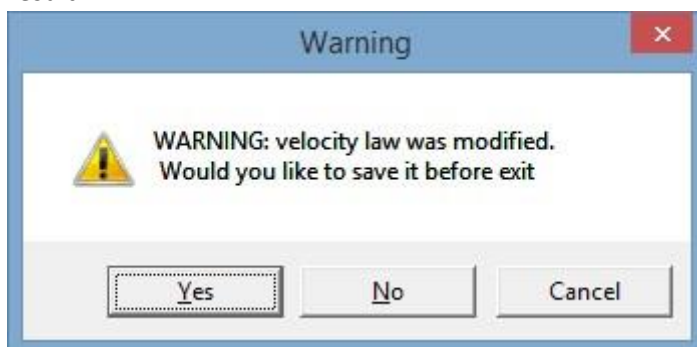 Warning
WARNING: velocity law was modified.
Would you like to save it before exit
Yes
No
Cancel